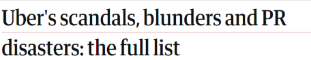 Uber's scandals, blunders and PR
disasters: the full list